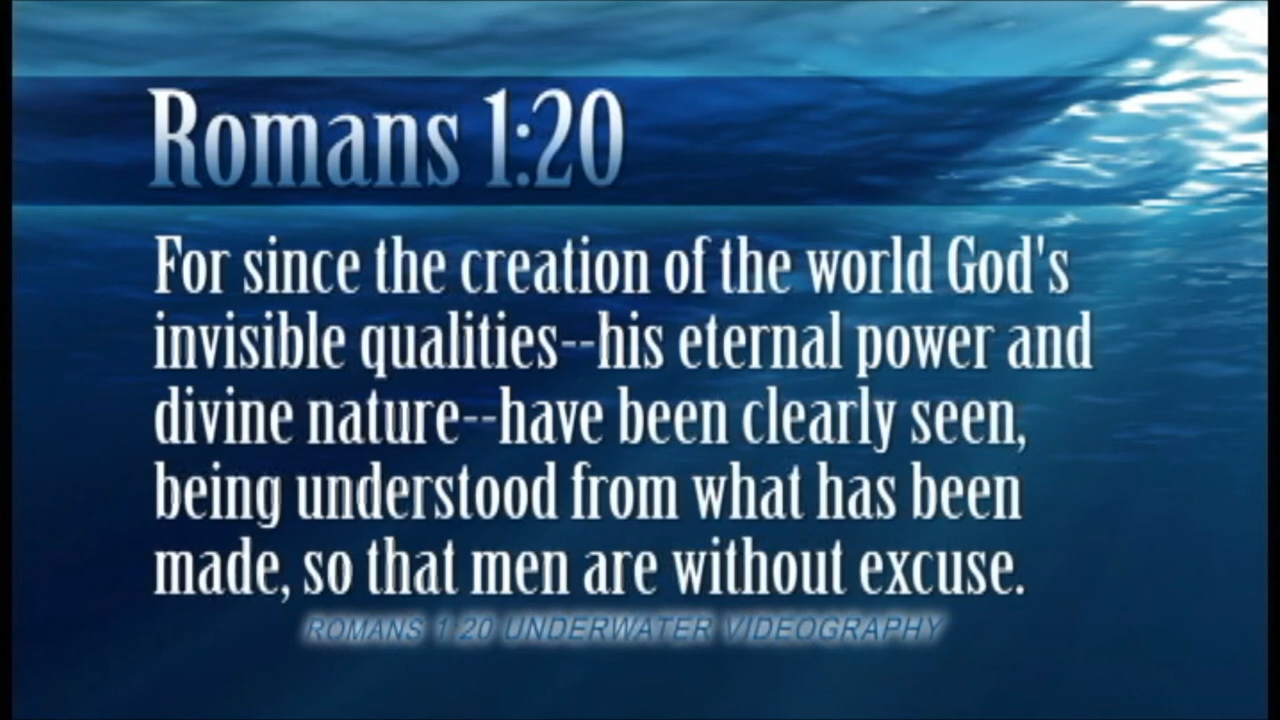 Romans 1:20
For since the creation of the world God's
invisible qualities--his eternal power and
divine nature--have been clearly seen,
being understood from what has been
made, so that men are without excuse.
ROMANS 1:20 UNDERWATER VIDEOGRAPHY